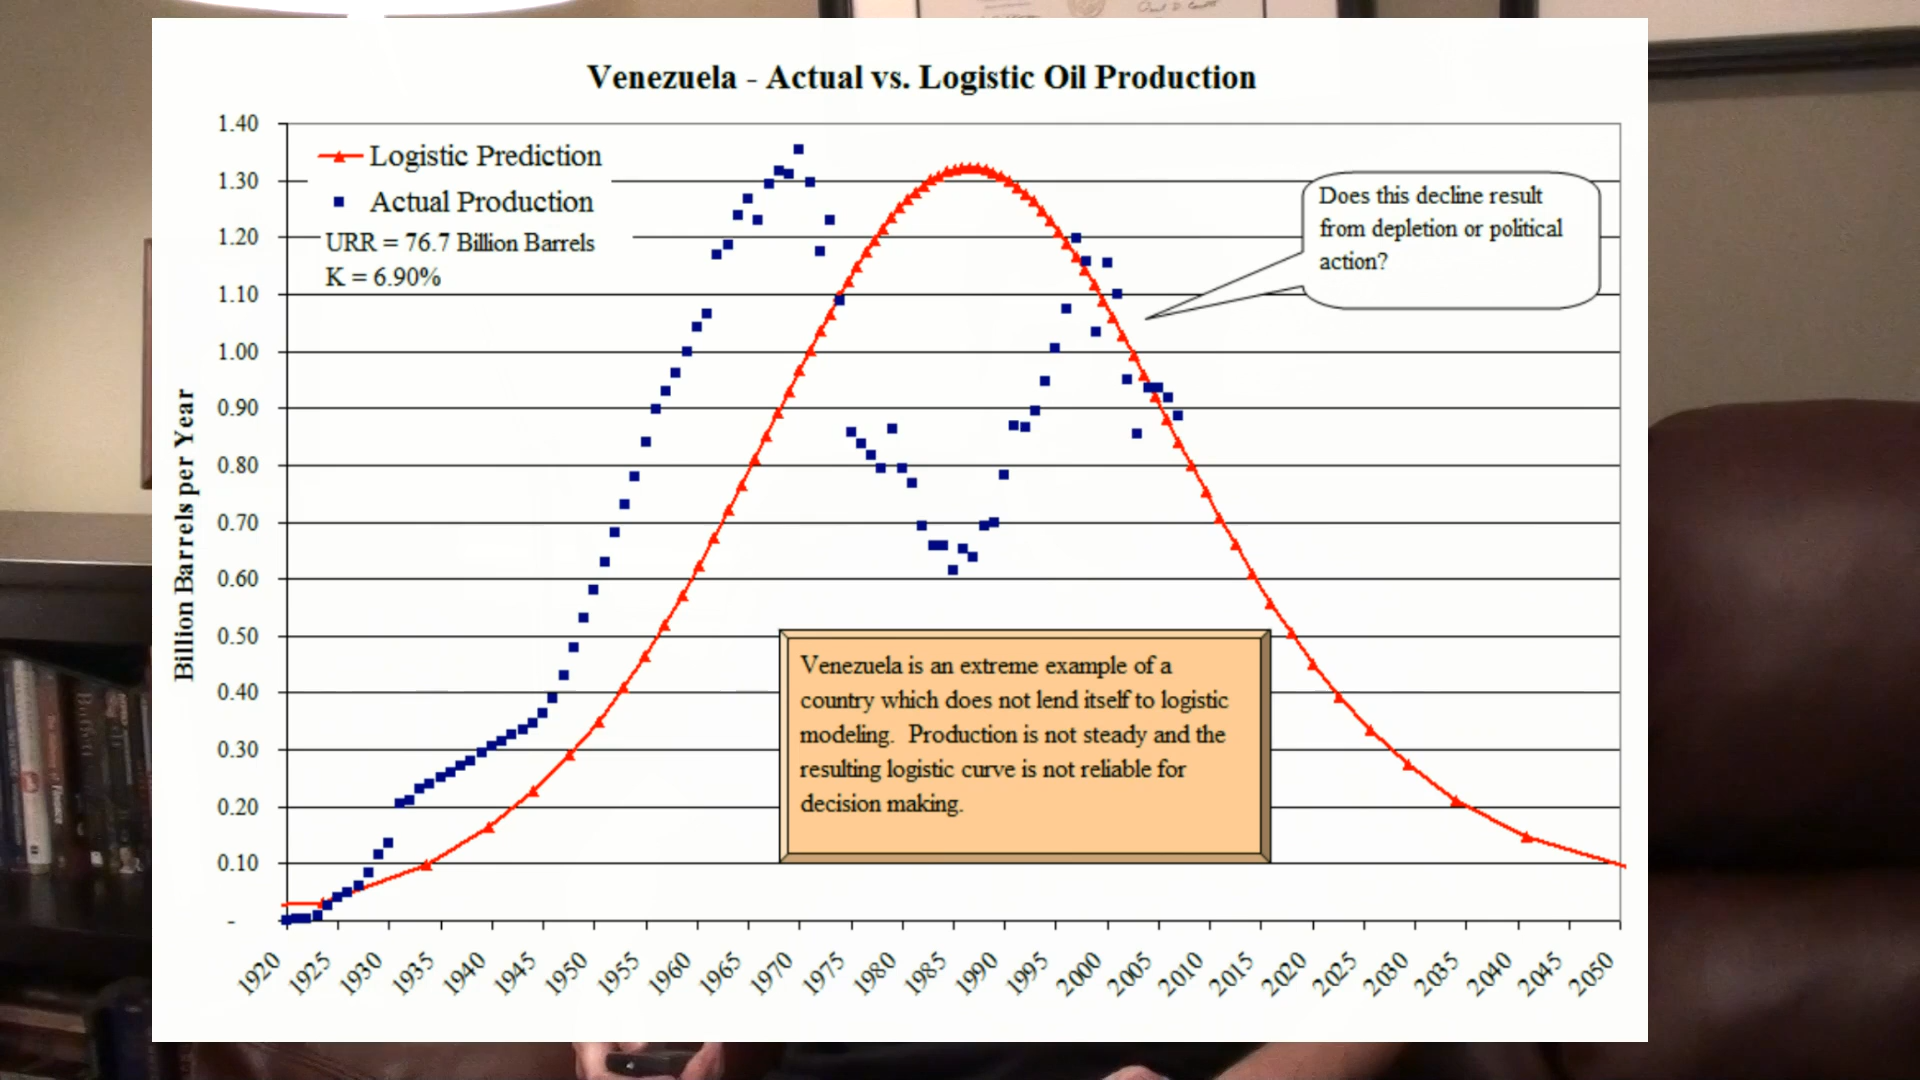 Venezuela - Actual vs. Logistic Oil Production
1.40
1.30
1.20
1.10
1.00
0.90
0.80
0.70
0.60
0.50
0.40
0.30
0.20
0.10
-
Billion Barrels per Year
Logistic Prediction
Actual Production
URR = 76.7 Billion Barrels
K = 6.90%
Does this decline result
from depletion or political
action?
Venezuela is an extreme example of a
country which does not lend itself to logistic
modeling. Production is not steady and the
resulting logistic curve is not reliable for
decision making.
1920 1925 1930 1935 1940 1945 1950 1955 1960 1965 1970 1975 1980 1985 1990 1995 2000 2005 2010 2015 2020 2025 2030 2035 2040 2045 2050